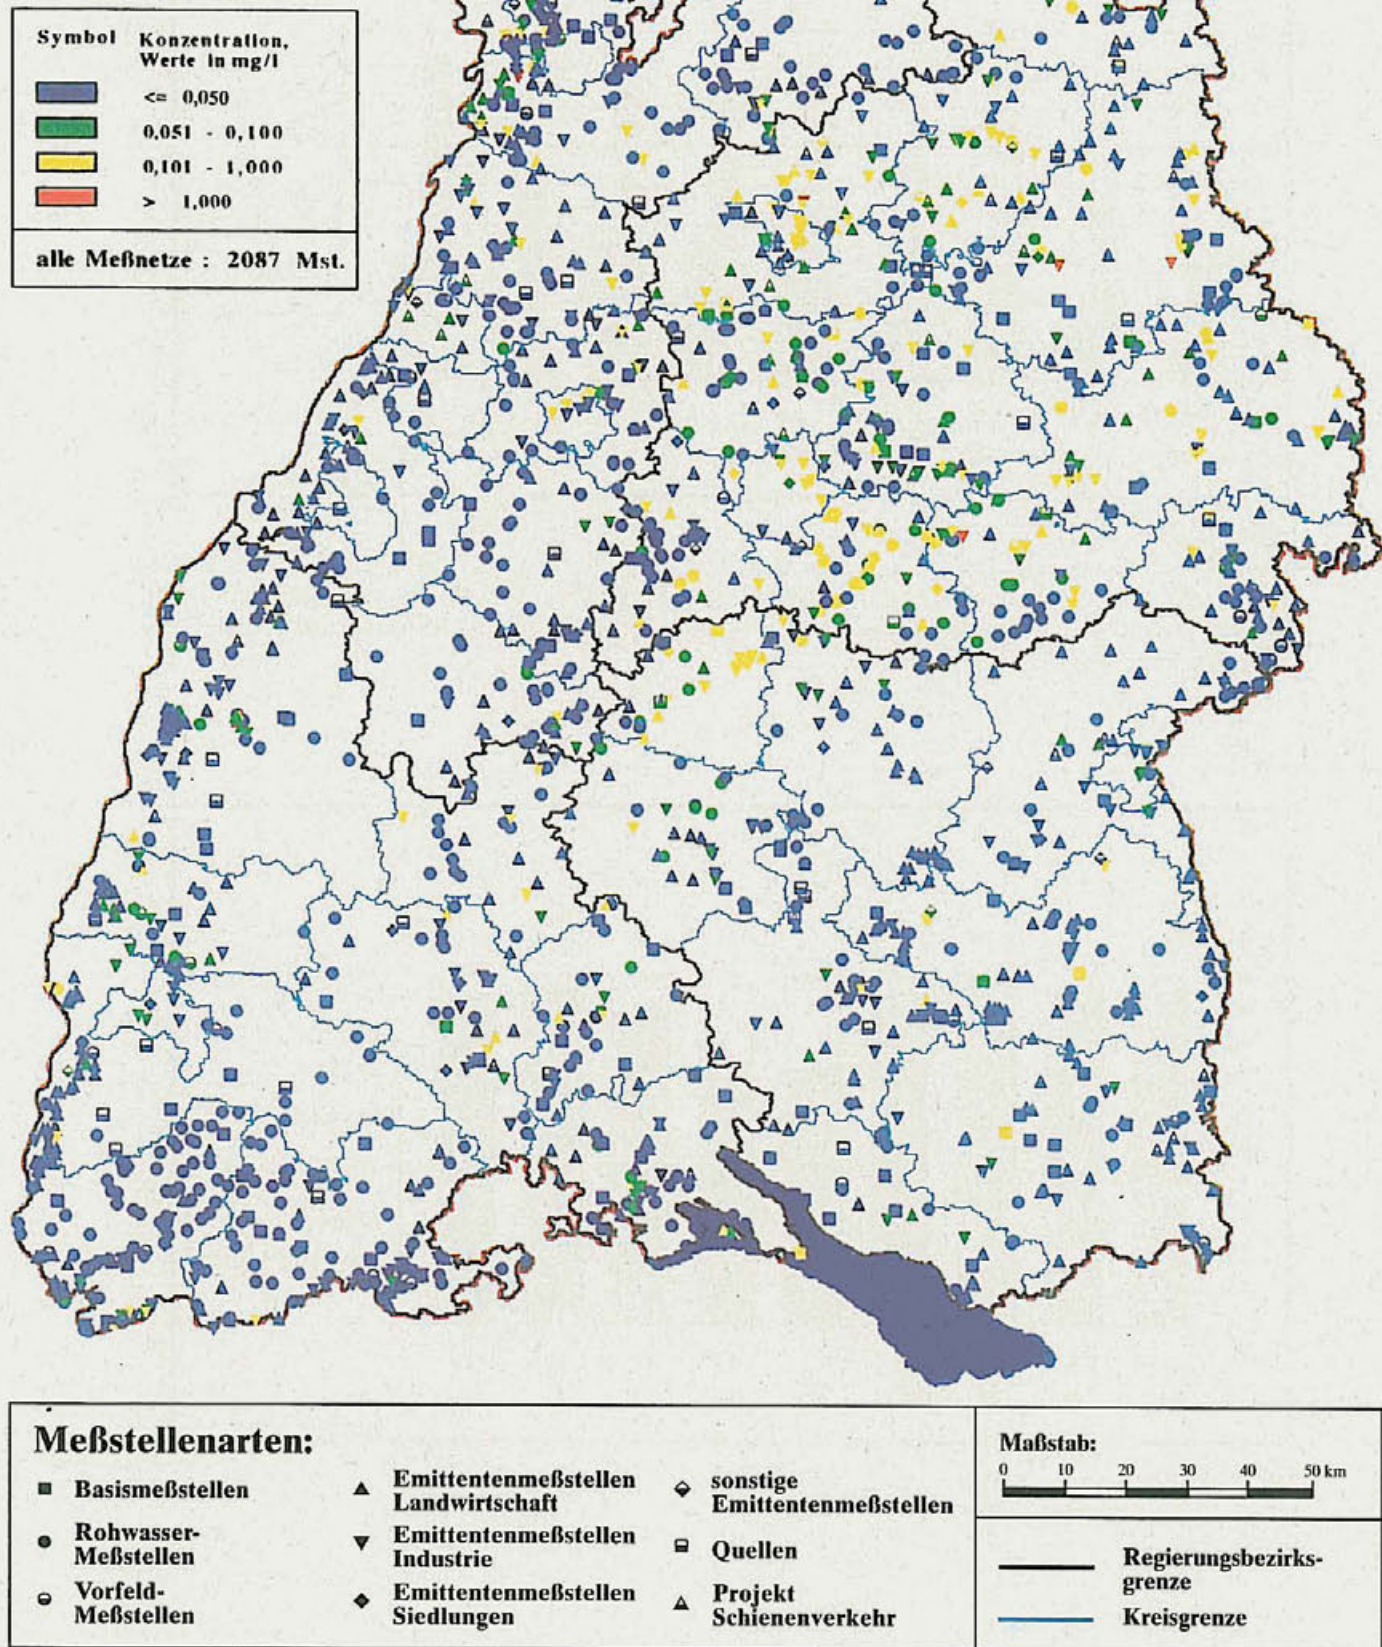 Symbol Konzentration,
Werte in mg/l
<= 0,050
0,051 - 0,100
0,101 - 1,000
> 1,000
alle Meßnetze : 2087 Mst.
Meßstellenarten:
Basismeßstellen
Rohwasser-
Meßstellen
Vorfeld-
Meßstellen
Emittentenmeßstellen
Landwirtschaft
Emittentenmeßstellen
Industrie
Emittentenmeßstellen
Siedlungen
sonstige
Emittentenmeßstellen
Quellen
Projekt
Schienenverkehr
Maßstab:
0 10 20 30 40 50 km
Regierungsbezirks-
grenze
Kreisgrenze